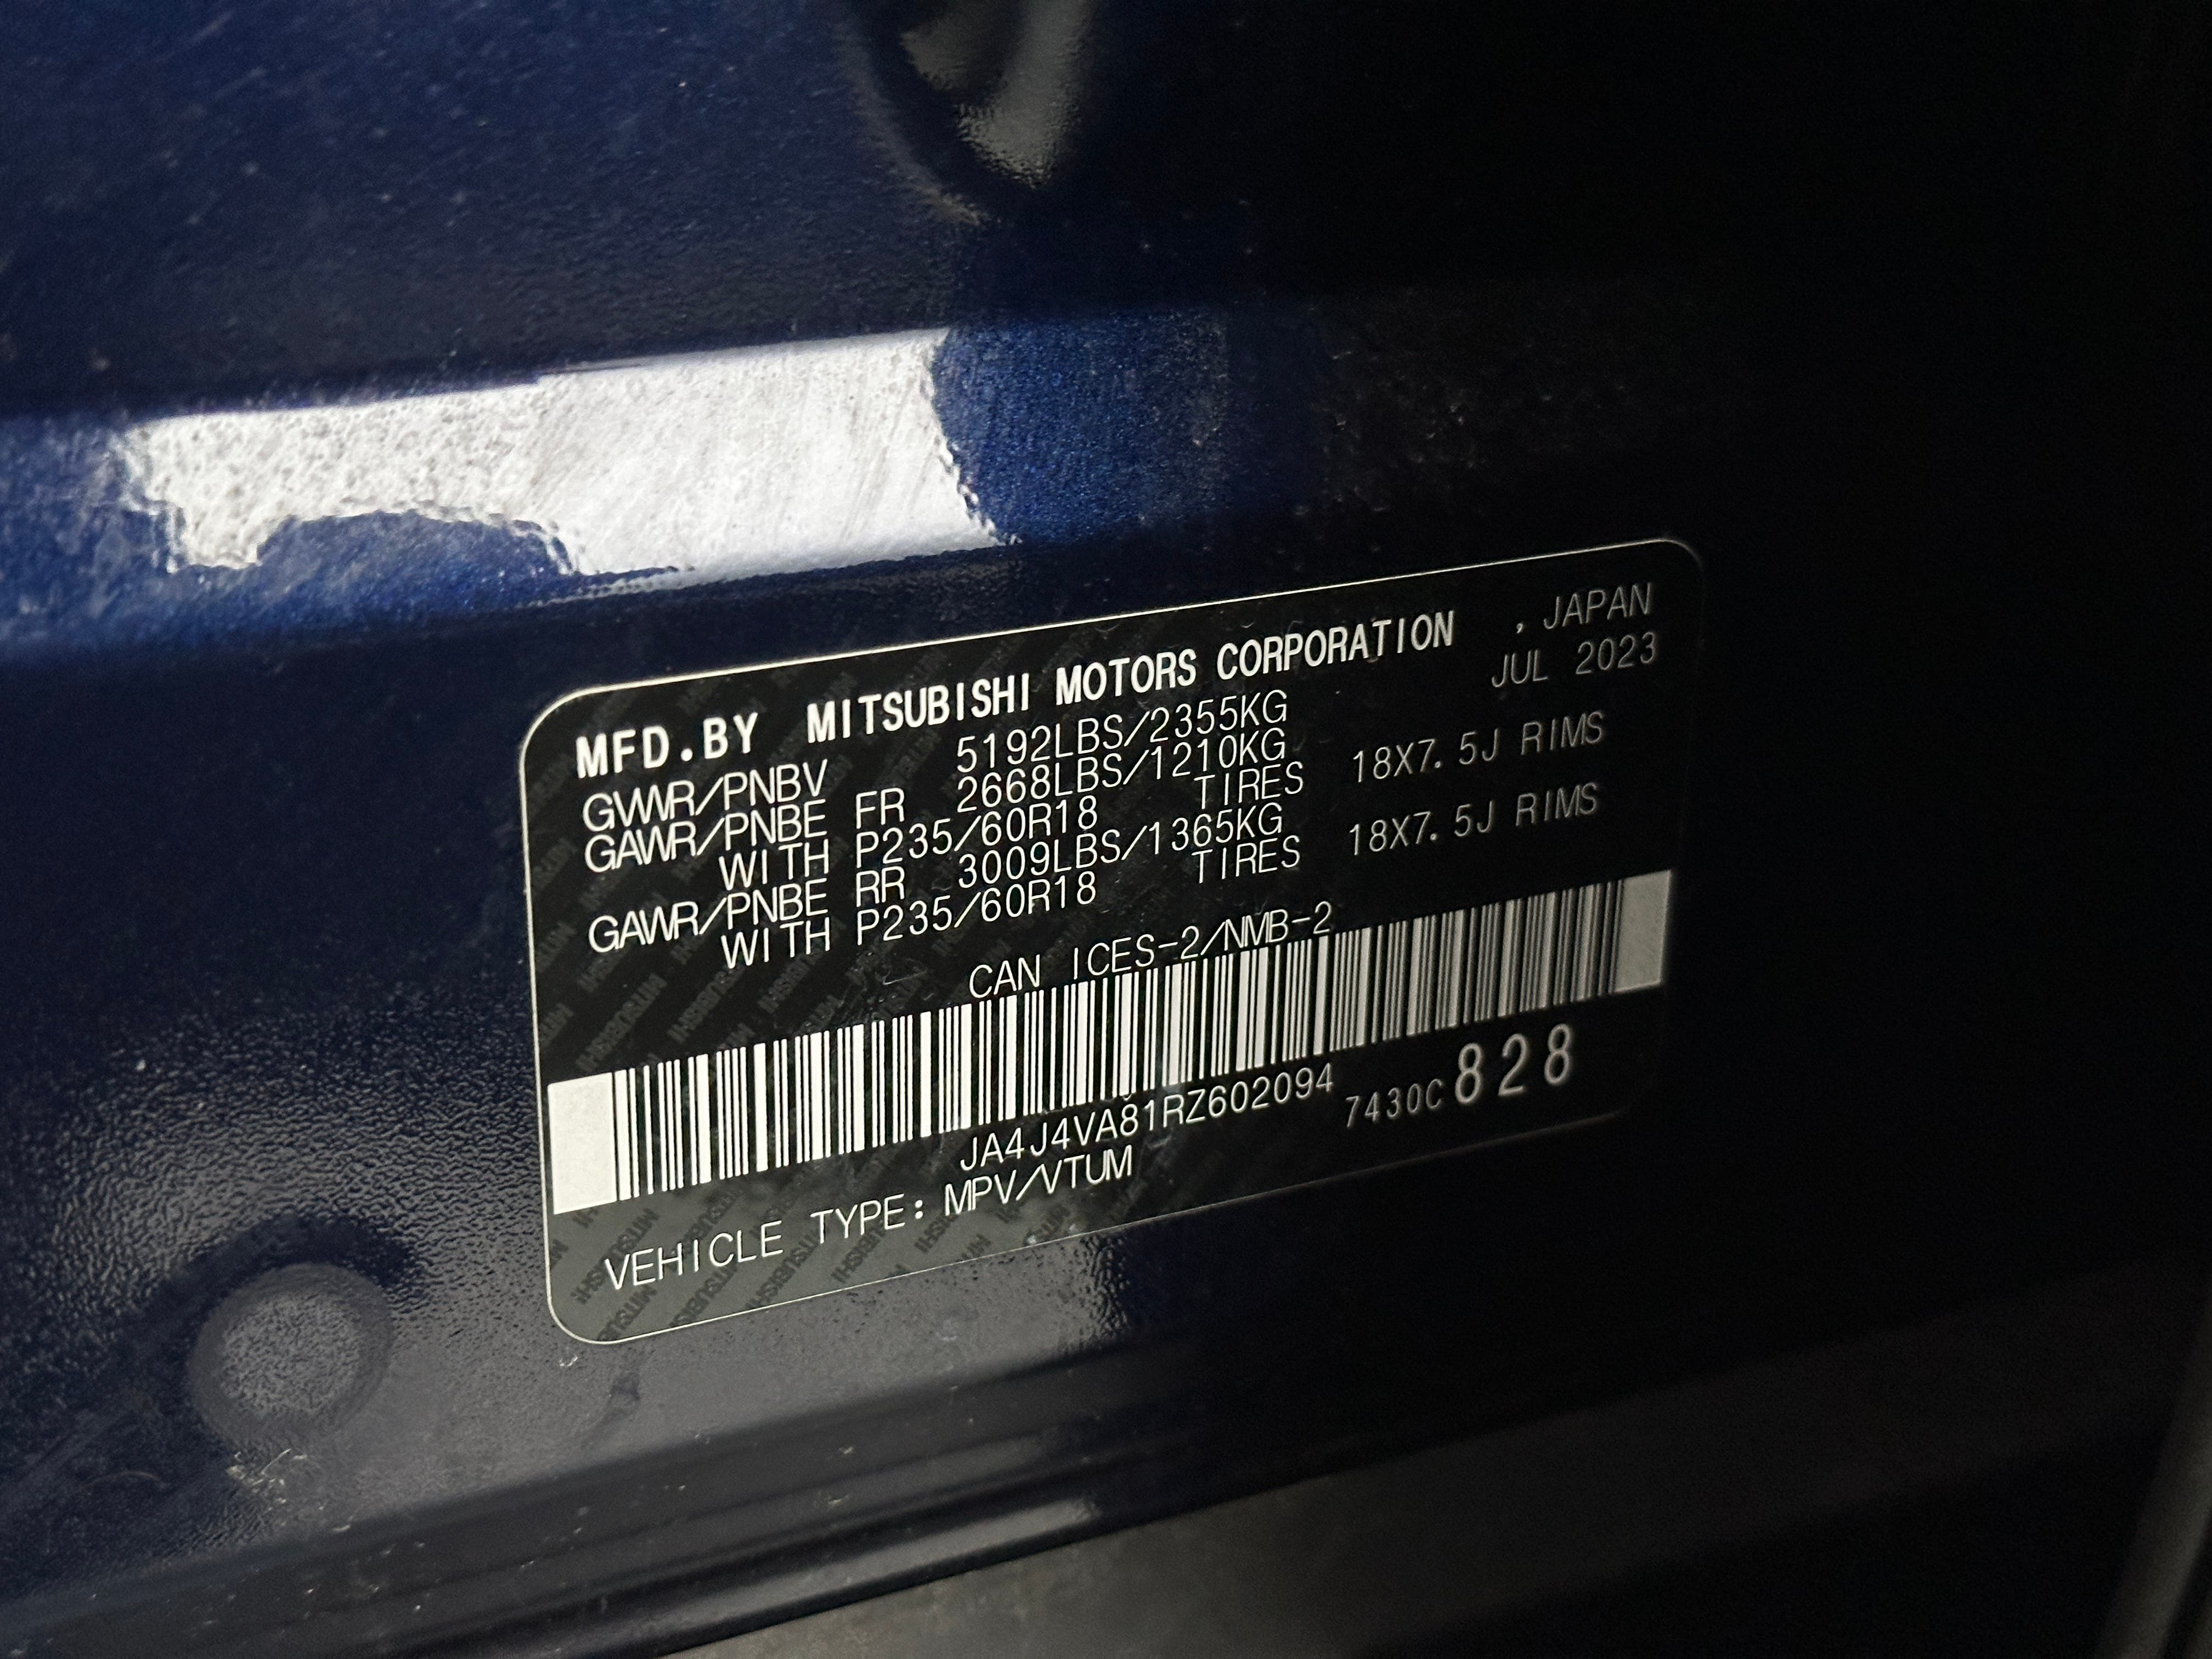 MFD.BY MITSUBISHI MOTORS CORPORATION , JAPAN
GVWR/PNBV 5192LBS/2355KG JUL 2023
GAWR/PNBE FR 2668LBS/1210KG
WITH P235/60R18 TIRES 18X7.5J RIMS
GAWR/PNBE RR 3009LBS/1365KG
WITH P235/60R18 TIRES 18X7.5J RIMS
CAN ICES-2/NMB-2
JA4J4VA81RZ602094 7430C 828
VEHICLE TYPE: MPV/VTUM